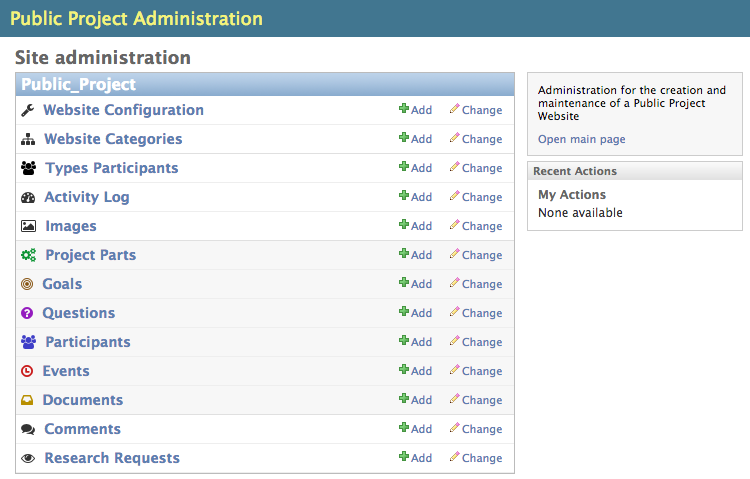 Public Project Administration
Site administration
Public_Project
Website Configuration Add Change
Website Categories Add Change
Types Participants Add Change
Activity Log Add Change
Images Add Change
Project Parts Add Change
Goals Add Change
Questions Add Change
Participants Add Change
Events Add Change
Documents Add Change
Comments Add Change
Research Requests Add Change
Administration for the creation and
maintenance of a Public Project
Website
Open main page
Recent Actions
My Actions
None available